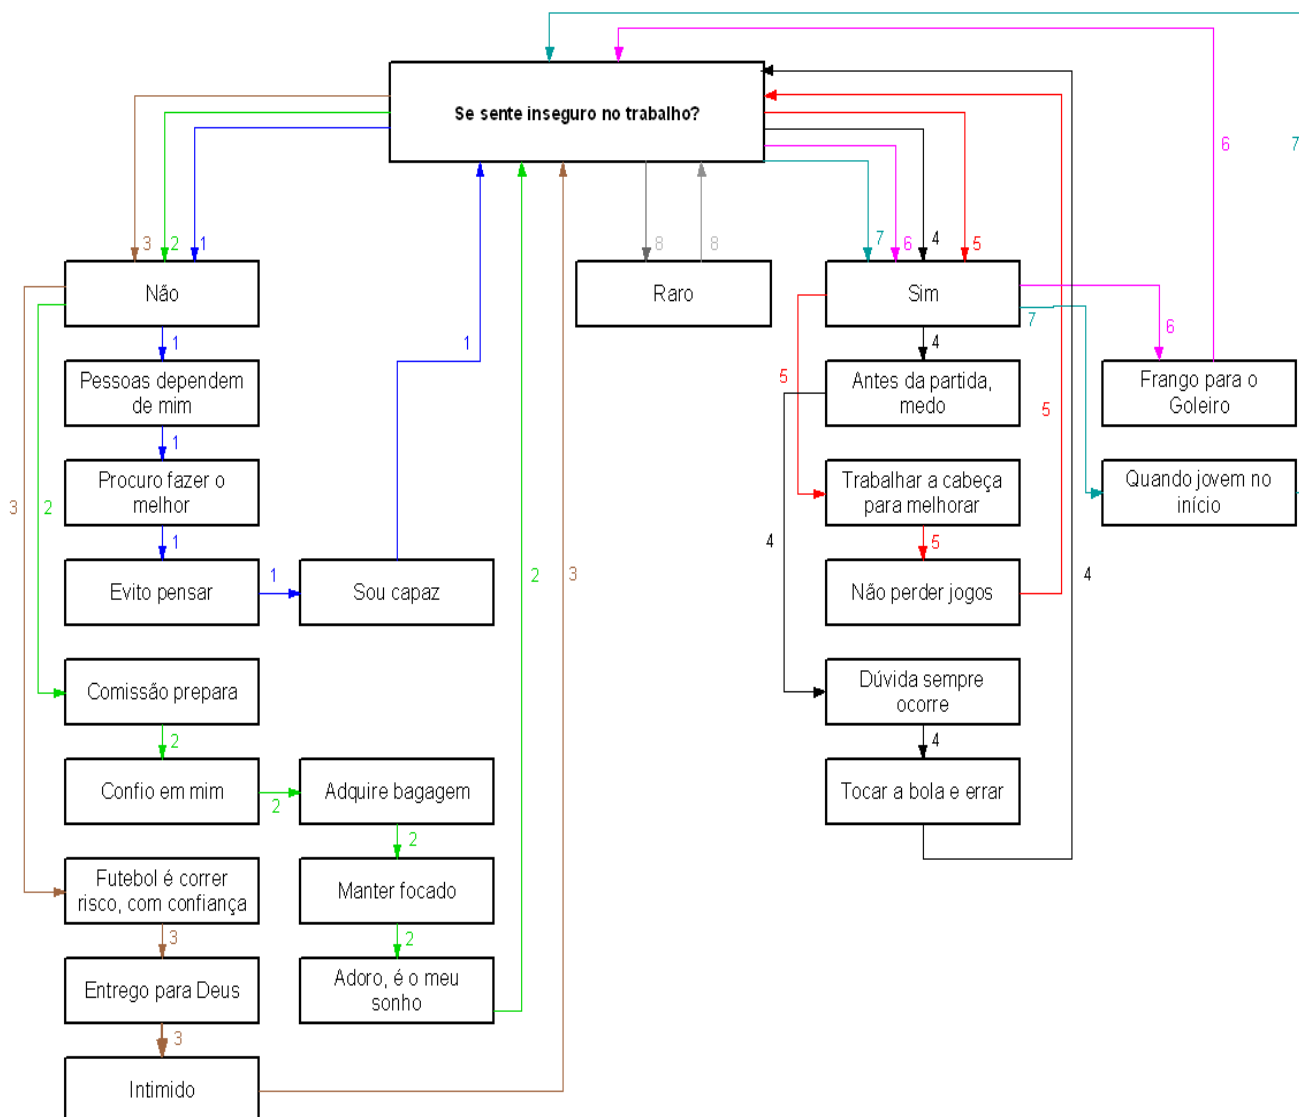 7
6
Se sente inseguro no trabalho?
3
2
1
8
8
7
6
4
5
Não
Raro
Sim
7
6
1
4
Pessoas dependem
de mim
1
5
Antes da partida,
medo
5
Frango para o
Goleiro
1
Procuro fazer o
melhor
Trabalhar a cabeça
para melhorar
Quando jovem no
início
3
2
1
4
5
Evito pensar
1
Sou capaz
2
3
Não perder jogos
4
Comissão prepara
Dúvida sempre
ocorre
2
4
Confio em mim
2
Adquire bagagem
Tocar a bola e errar
2
Futebol é correr
risco, com confiança
Manter focado
3
2
Entrego para Deus
Adoro, é o meu
sonho
3
Intimido